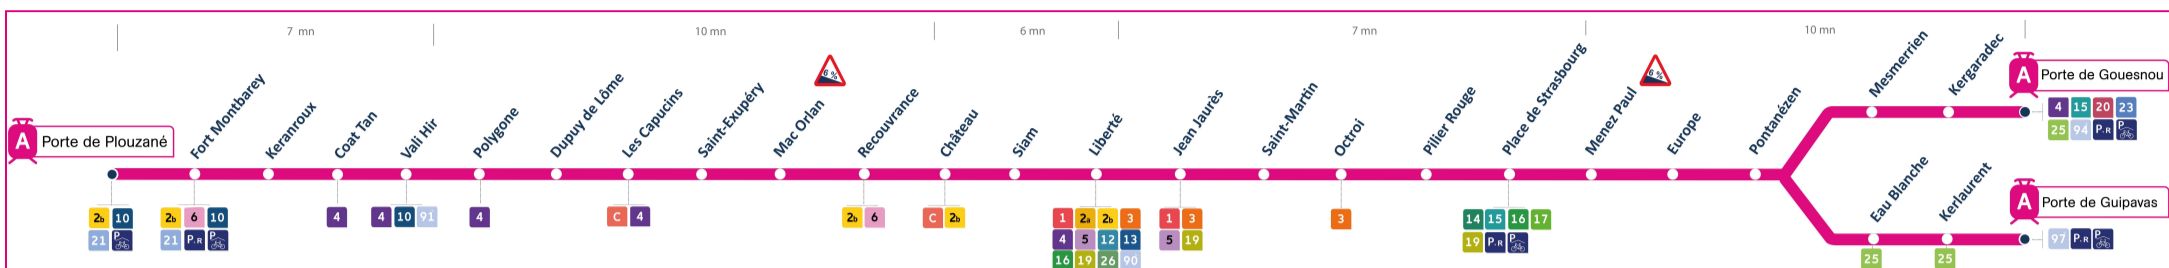 7 mn
10 mn
6 mn
7 mn
10 mn
A Porte de Plouzané
Fort Montbarey
Keranroux
Coat Tan
Vali Hir
Polygone
Dupuy de Lôme
Les Capucins
Saint-Exupéry
Mac Orlan
6 %
Recouvrance
Château
Siam
Liberté
Jean Jaurès
Saint-Martin
Octroi
Pilier Rouge
Place de Strasbourg
Menez Paul
6 %
Europe
Pontanézen
Mesmerrien
Kergaradec
A Porte de Gouesnou
Eau Blanche
Kerlaurent
A Porte de Guipavas
2b 10
21 P
2b 6 10
21 P.R P
4
4 10 91
4
C 4
2b 6
C 2b
1 2a 2b 3
4 5 12 13
16 19 26 90
1 3
5 19
3
14 15 16 17
19 P.R P
4 15 20 23
25 94 P.R P
25
25
97 P.R P